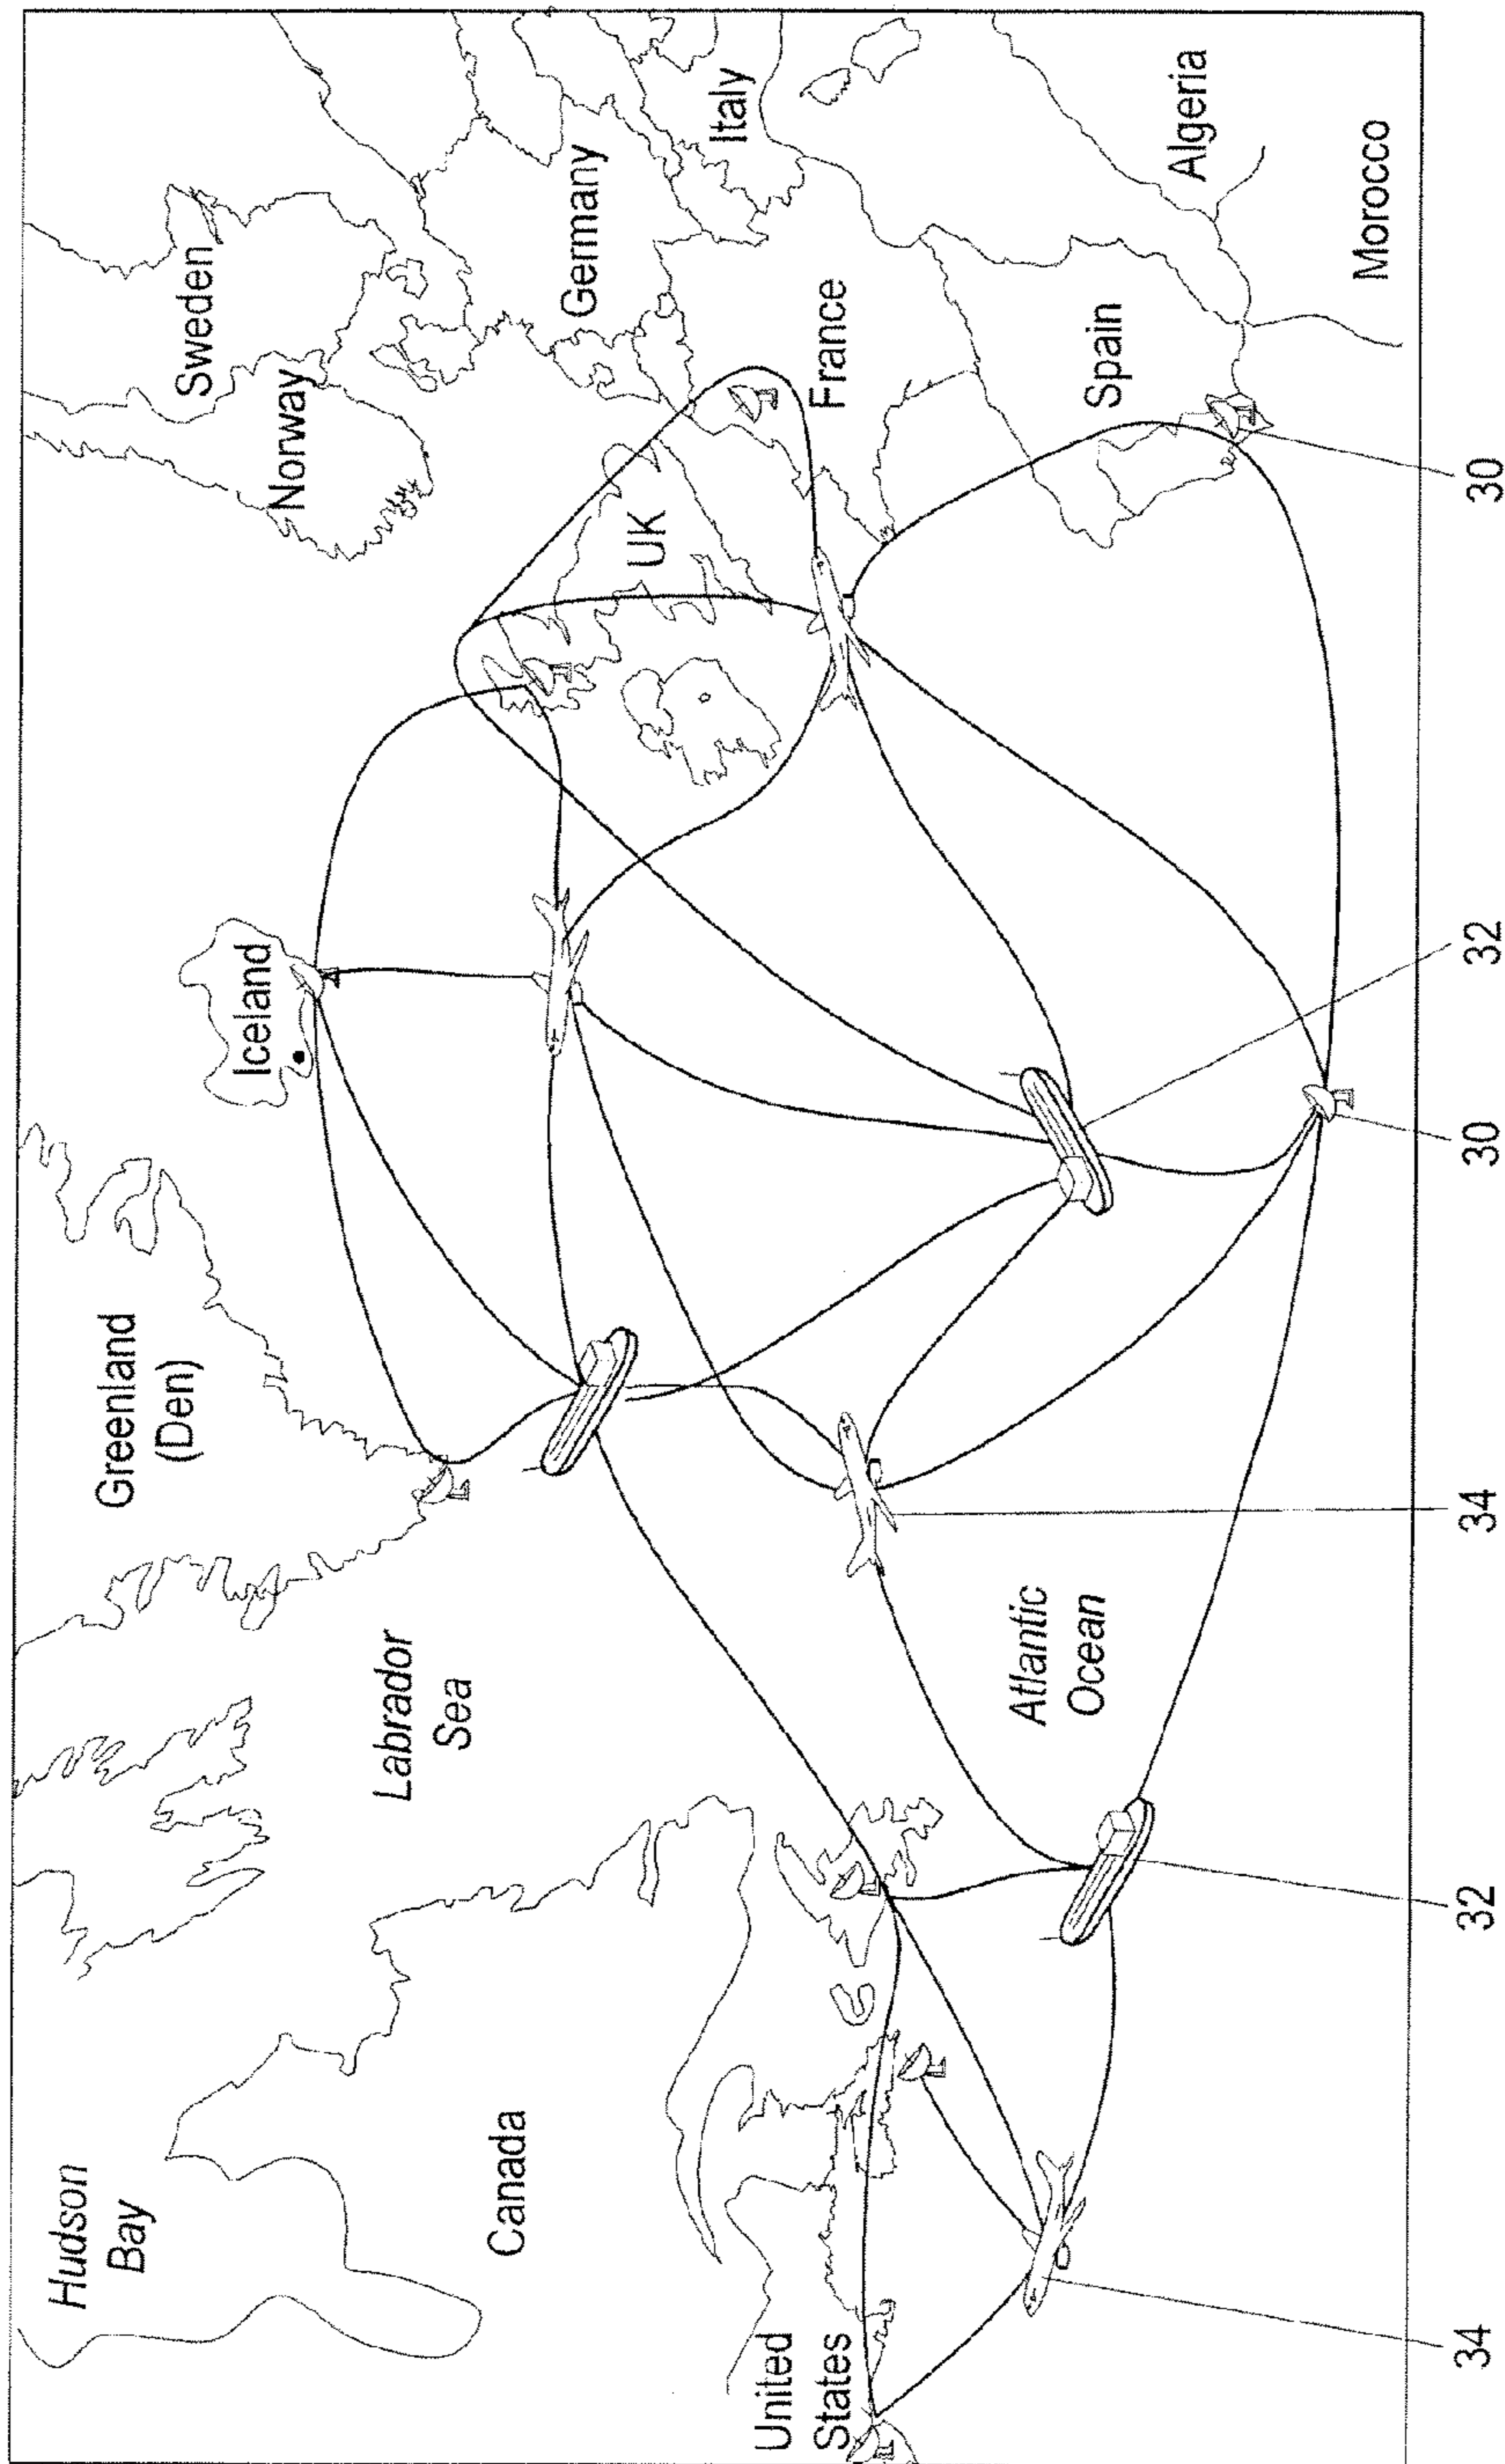 Hudson
Bay
Greenland
(Den)
Iceland
Sweden
Norway
Labrador
Sea
Canada
UK
Germany
Italy
France
United
States
Atlantic
Ocean
Spain
Algeria
Morocco
34
32
34
30
32
30